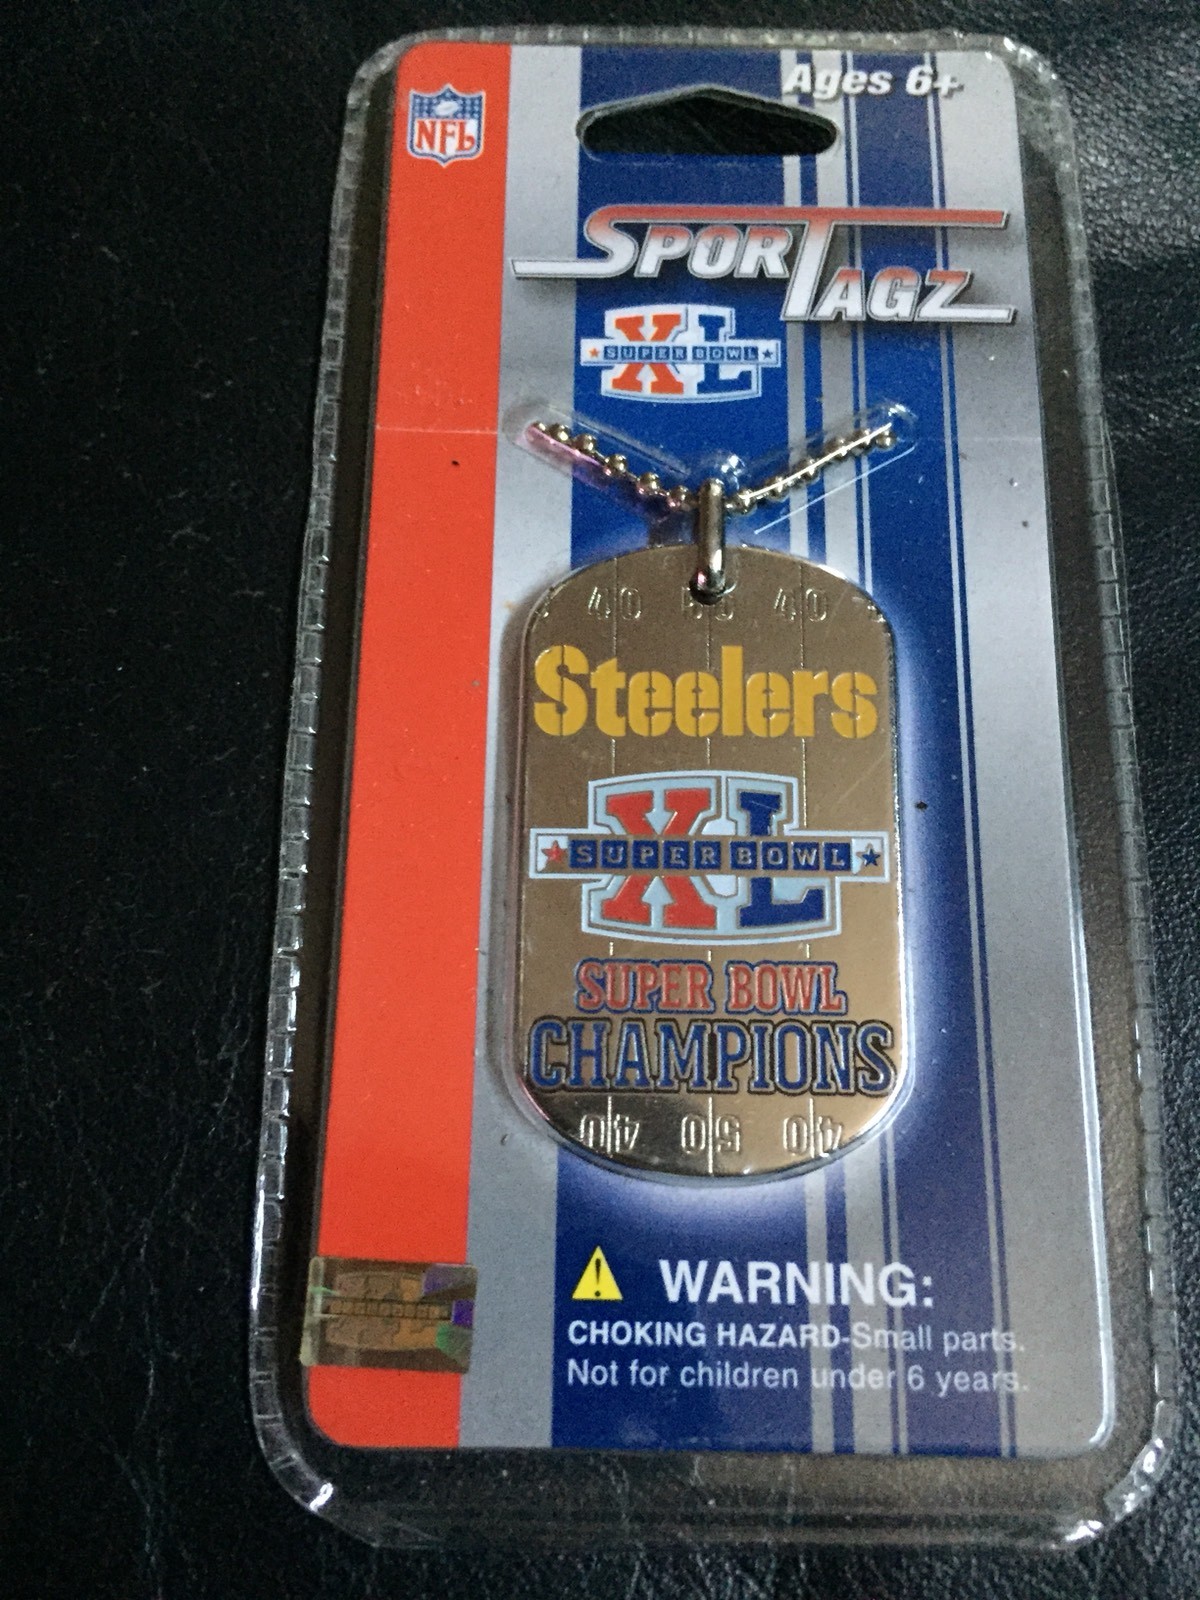 Ages 6+
NFL
SPORTAGZ
XL
SUPER BOWL
40 50 40
Steelers
XL
SUPER BOWL
SUPER BOWL
CHAMPIONS
40 50 40
WARNING:
CHOKING HAZARD-Small parts.
Not for children under 6 years.